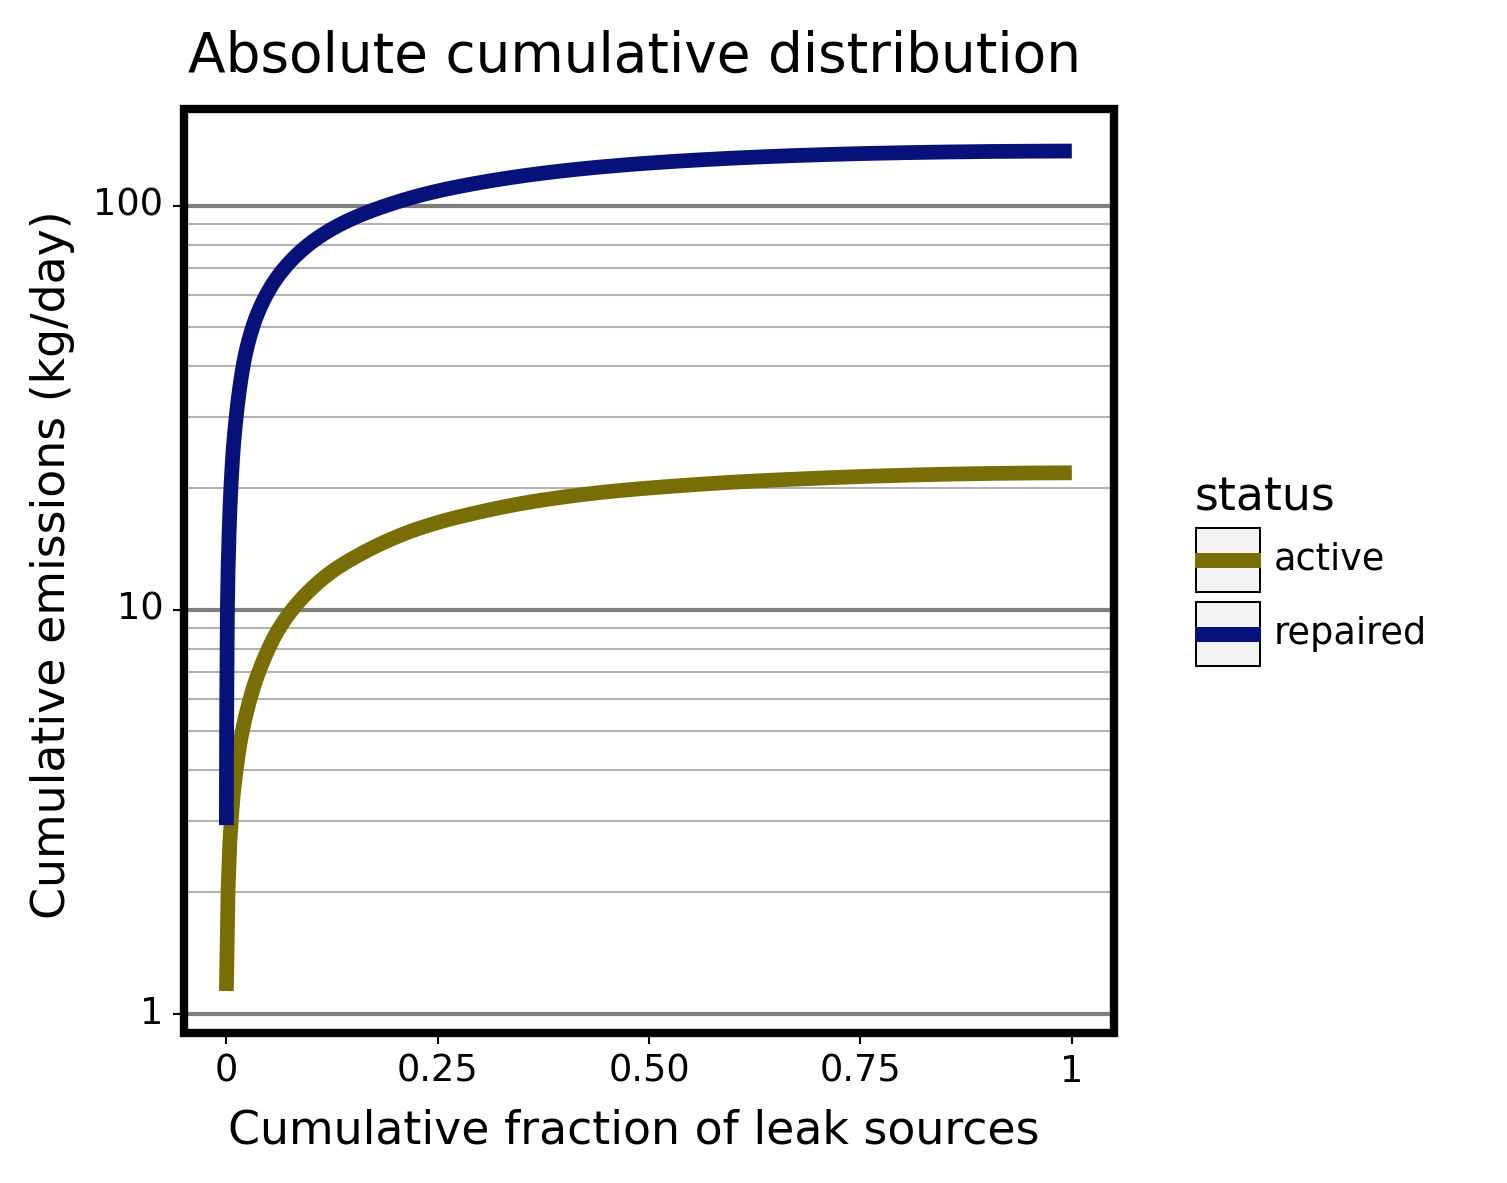 Absolute cumulative distribution
Cumulative emissions (kg/day)
100
10
1
0 0.25 0.50 0.75 1
Cumulative fraction of leak sources
status
active
repaired